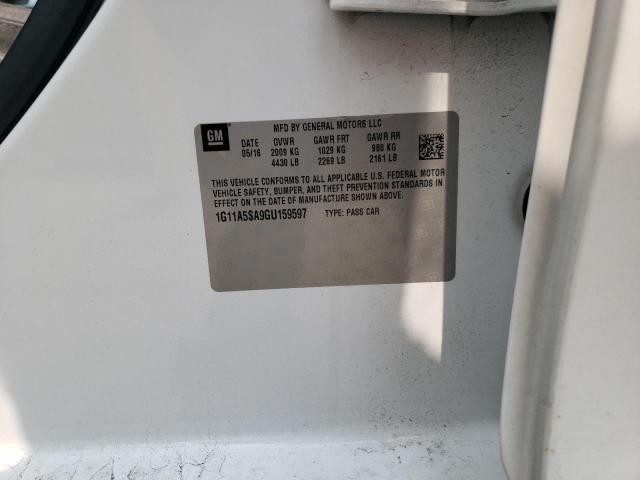 GM
MFD BY GENERAL MOTORS LLC
DATE GVWR GAWR FRT GAWR RR
05/16 2009 KG 1029 KG 980 KG
4430 LB 2269 LB 2161 LB
THIS VEHICLE CONFORMS TO ALL APPLICABLE U.S. FEDERAL MOTOR
VEHICLE SAFETY, BUMPER, AND THEFT PREVENTION STANDARDS IN
EFFECT ON THE DATE OF MANUFACTURE SHOWN ABOVE.
1G11A5SA9GU159597 TYPE: PASS CAR